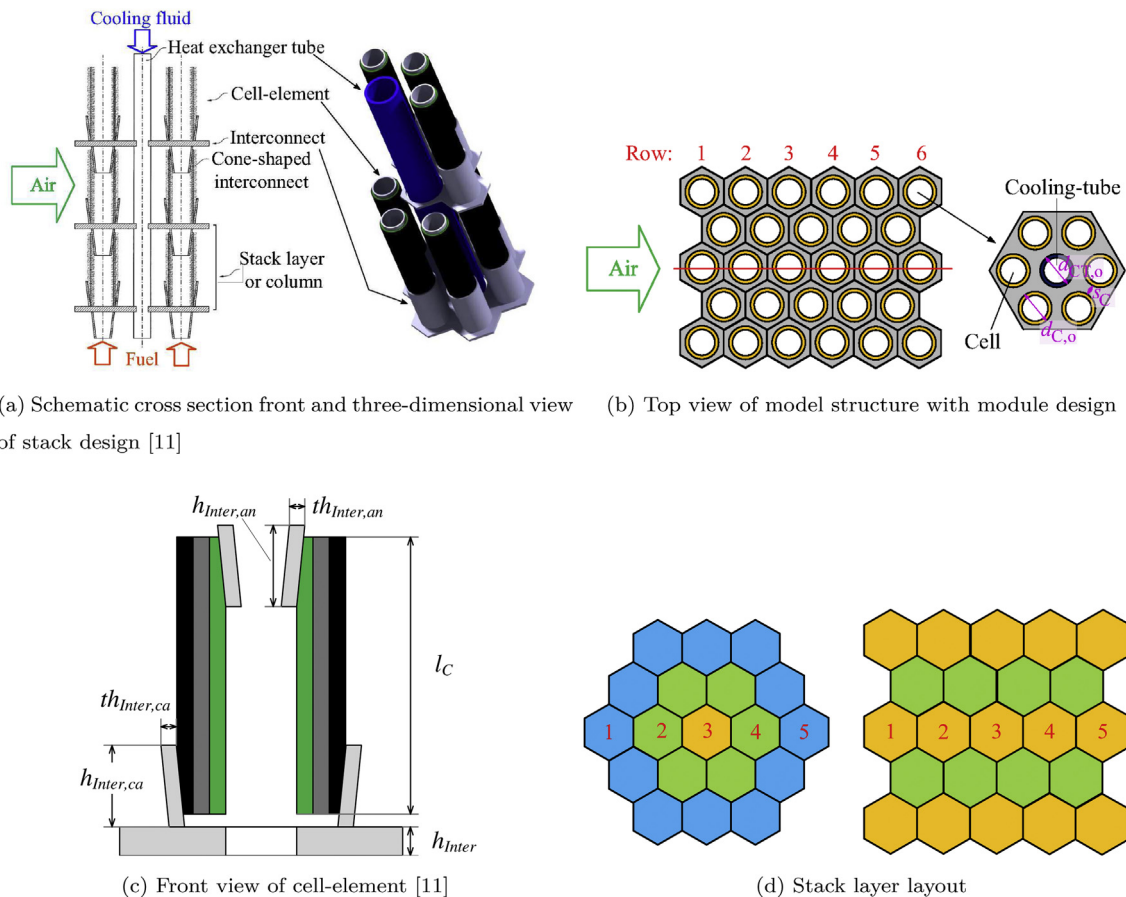 Cooling fluid
Heat exchanger tube
Cell-element
Interconnect
Cone-shaped
interconnect
Air
Stack layer
or column
Fuel
Row: 1 2 3 4 5 6
Cooling-tube
Air
d_CT,o
s_C
d_C,o
Cell
(a) Schematic cross section front and three-dimensional view
of stack design [11]
(b) Top view of model structure with module design
h_Inter,an
th_Inter,an
l_C
th_Inter,ca
h_Inter,ca
h_Inter
(c) Front view of cell-element [11]
1 2 3 4 5
1 2 3 4 5
(d) Stack layer layout